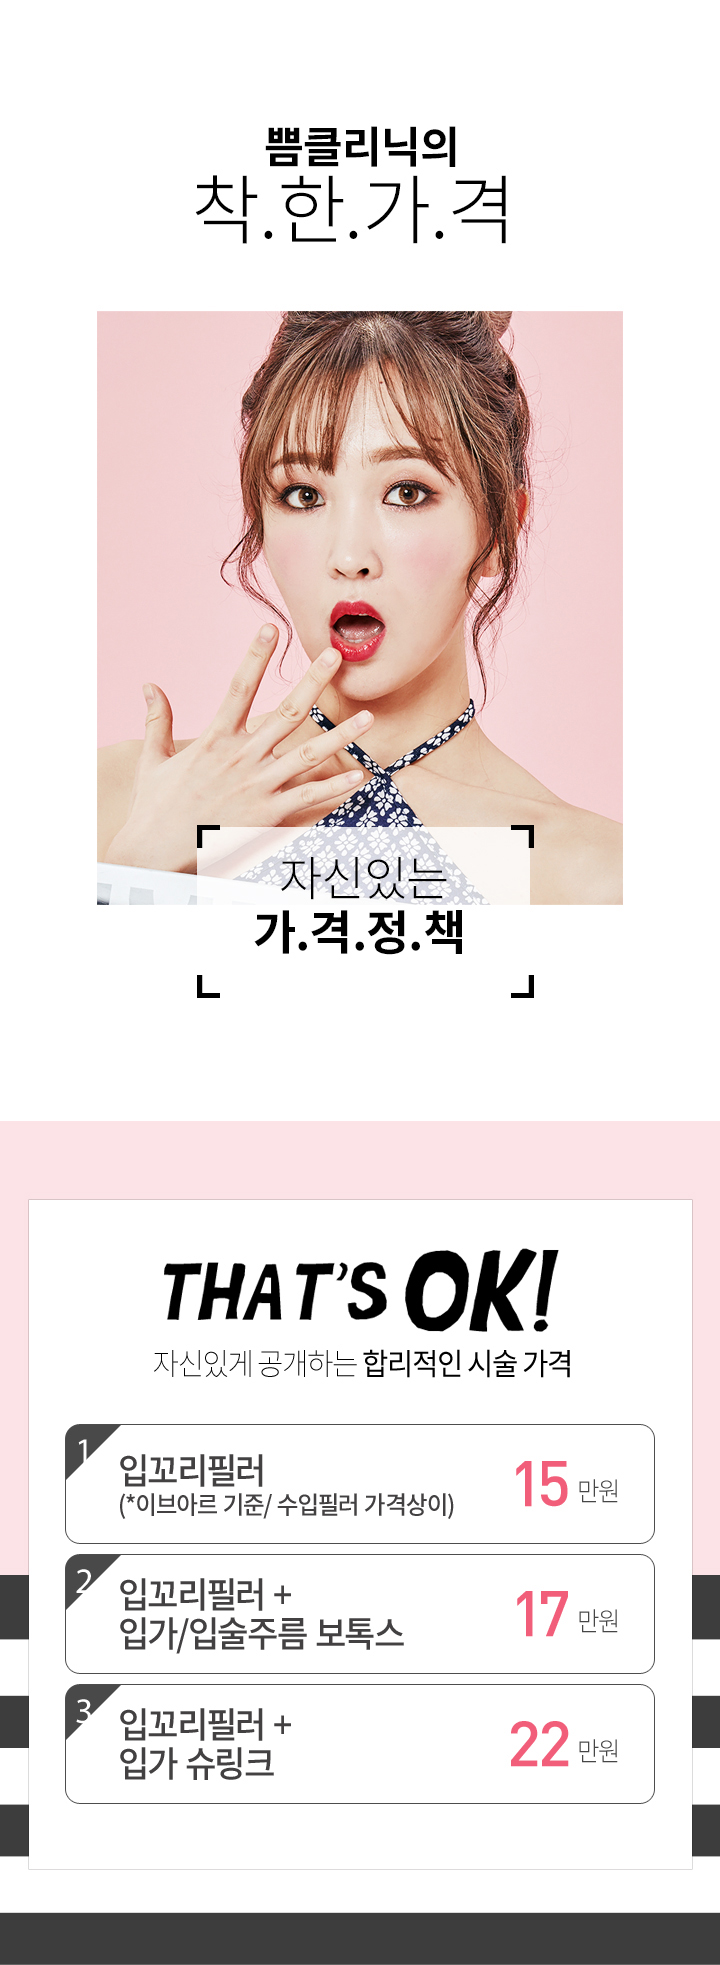 쁨클리닉의
착.한.가.격
자신있는
가.격.정.책
THAT'S OK!
자신있게 공개하는 합리적인 시술 가격
1
입꼬리필러
(*이브아르 기준/ 수입필러 가격상이)
15 만원
2
입꼬리필러 +
입가/입술주름 보톡스
17 만원
3
입꼬리필러 +
입가 슈링크
22 만원